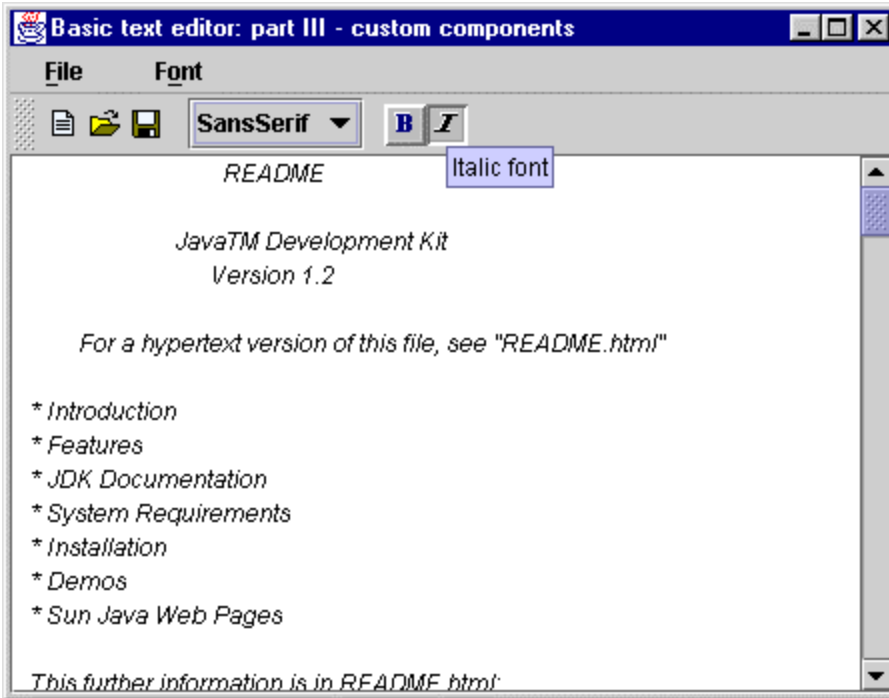 Basic text editor: part III - custom components
File Font
SansSerif B I
Italic font
README
JavaTM Development Kit
Version 1.2
For a hypertext version of this file, see "README.html"
* Introduction
* Features
* JDK Documentation
* System Requirements
* Installation
* Demos
* Sun Java Web Pages
This further information is in README.html: